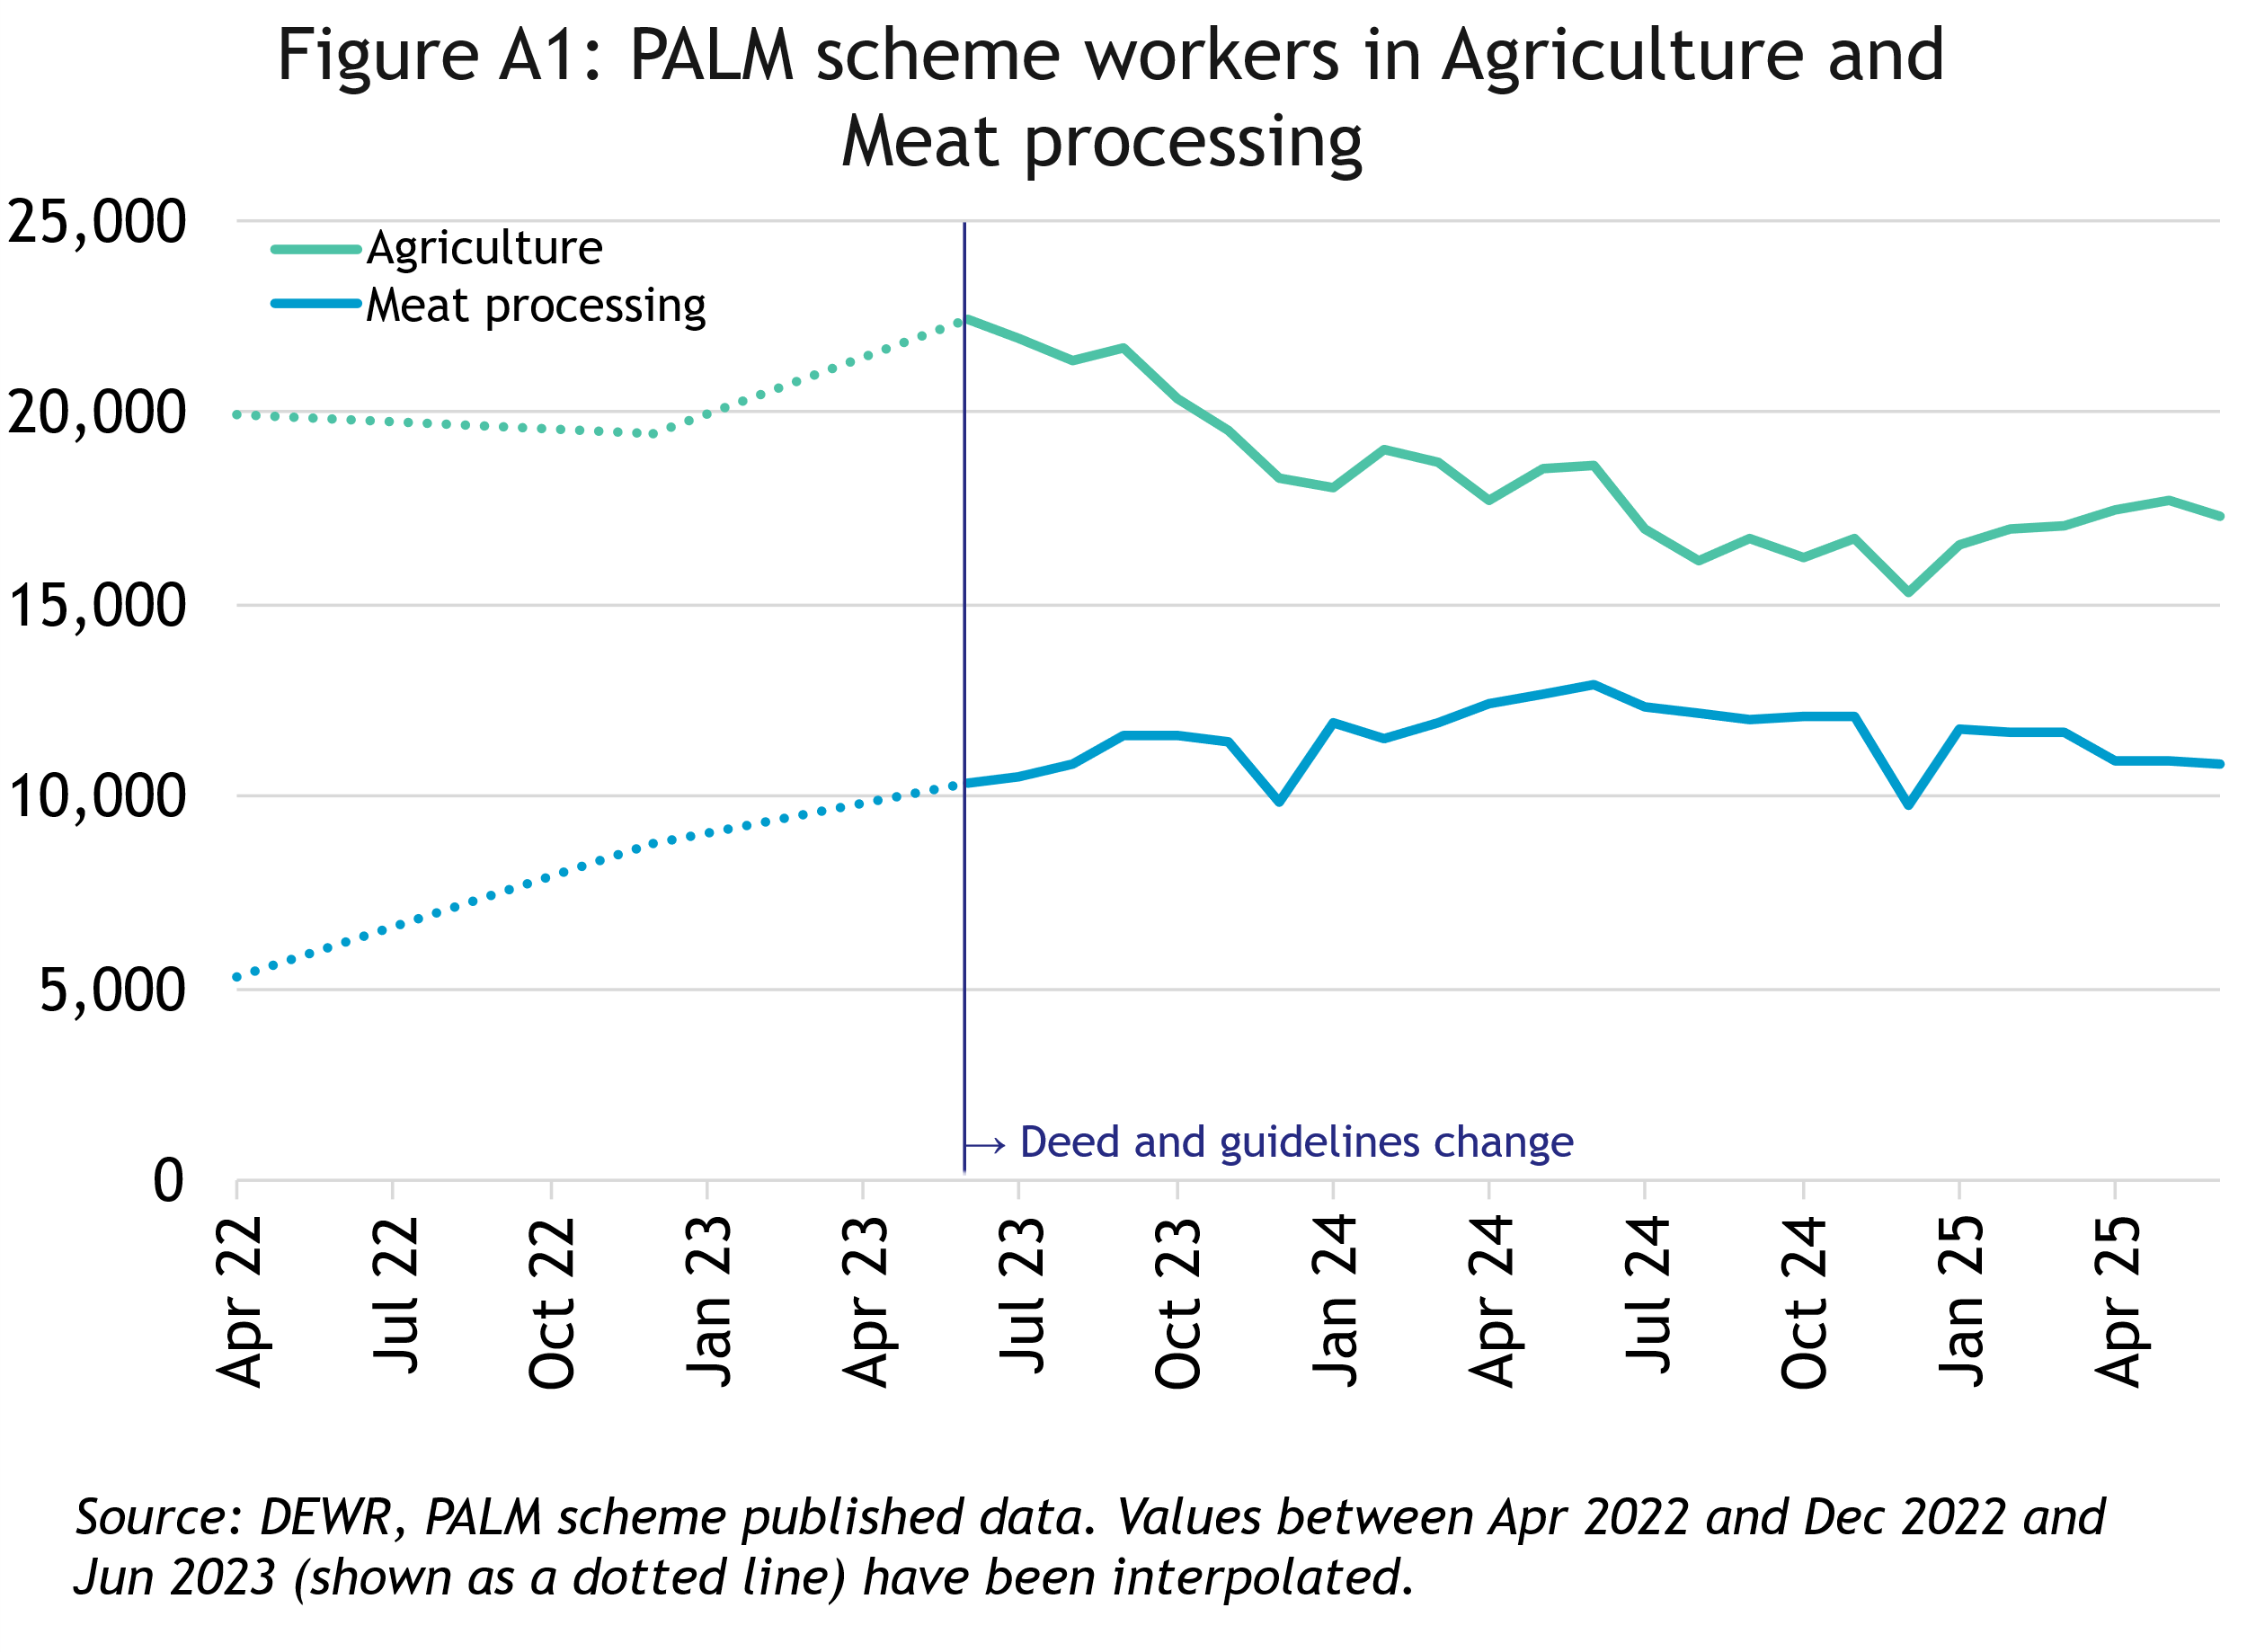 Figure A1: PALM scheme workers in Agriculture and
Meat processing
25,000
Agriculture
Meat processing
20,000
15,000
10,000
5,000
→ Deed and guidelines change
0
Apr 22
Jul 22
Oct 22
Jan 23
Apr 23
Jul 23
Oct 23
Jan 24
Apr 24
Jul 24
Oct 24
Jan 25
Apr 25
Source: DEWR, PALM scheme published data. Values between Apr 2022 and Dec 2022 and
Jun 2023 (shown as a dotted line) have been interpolated.